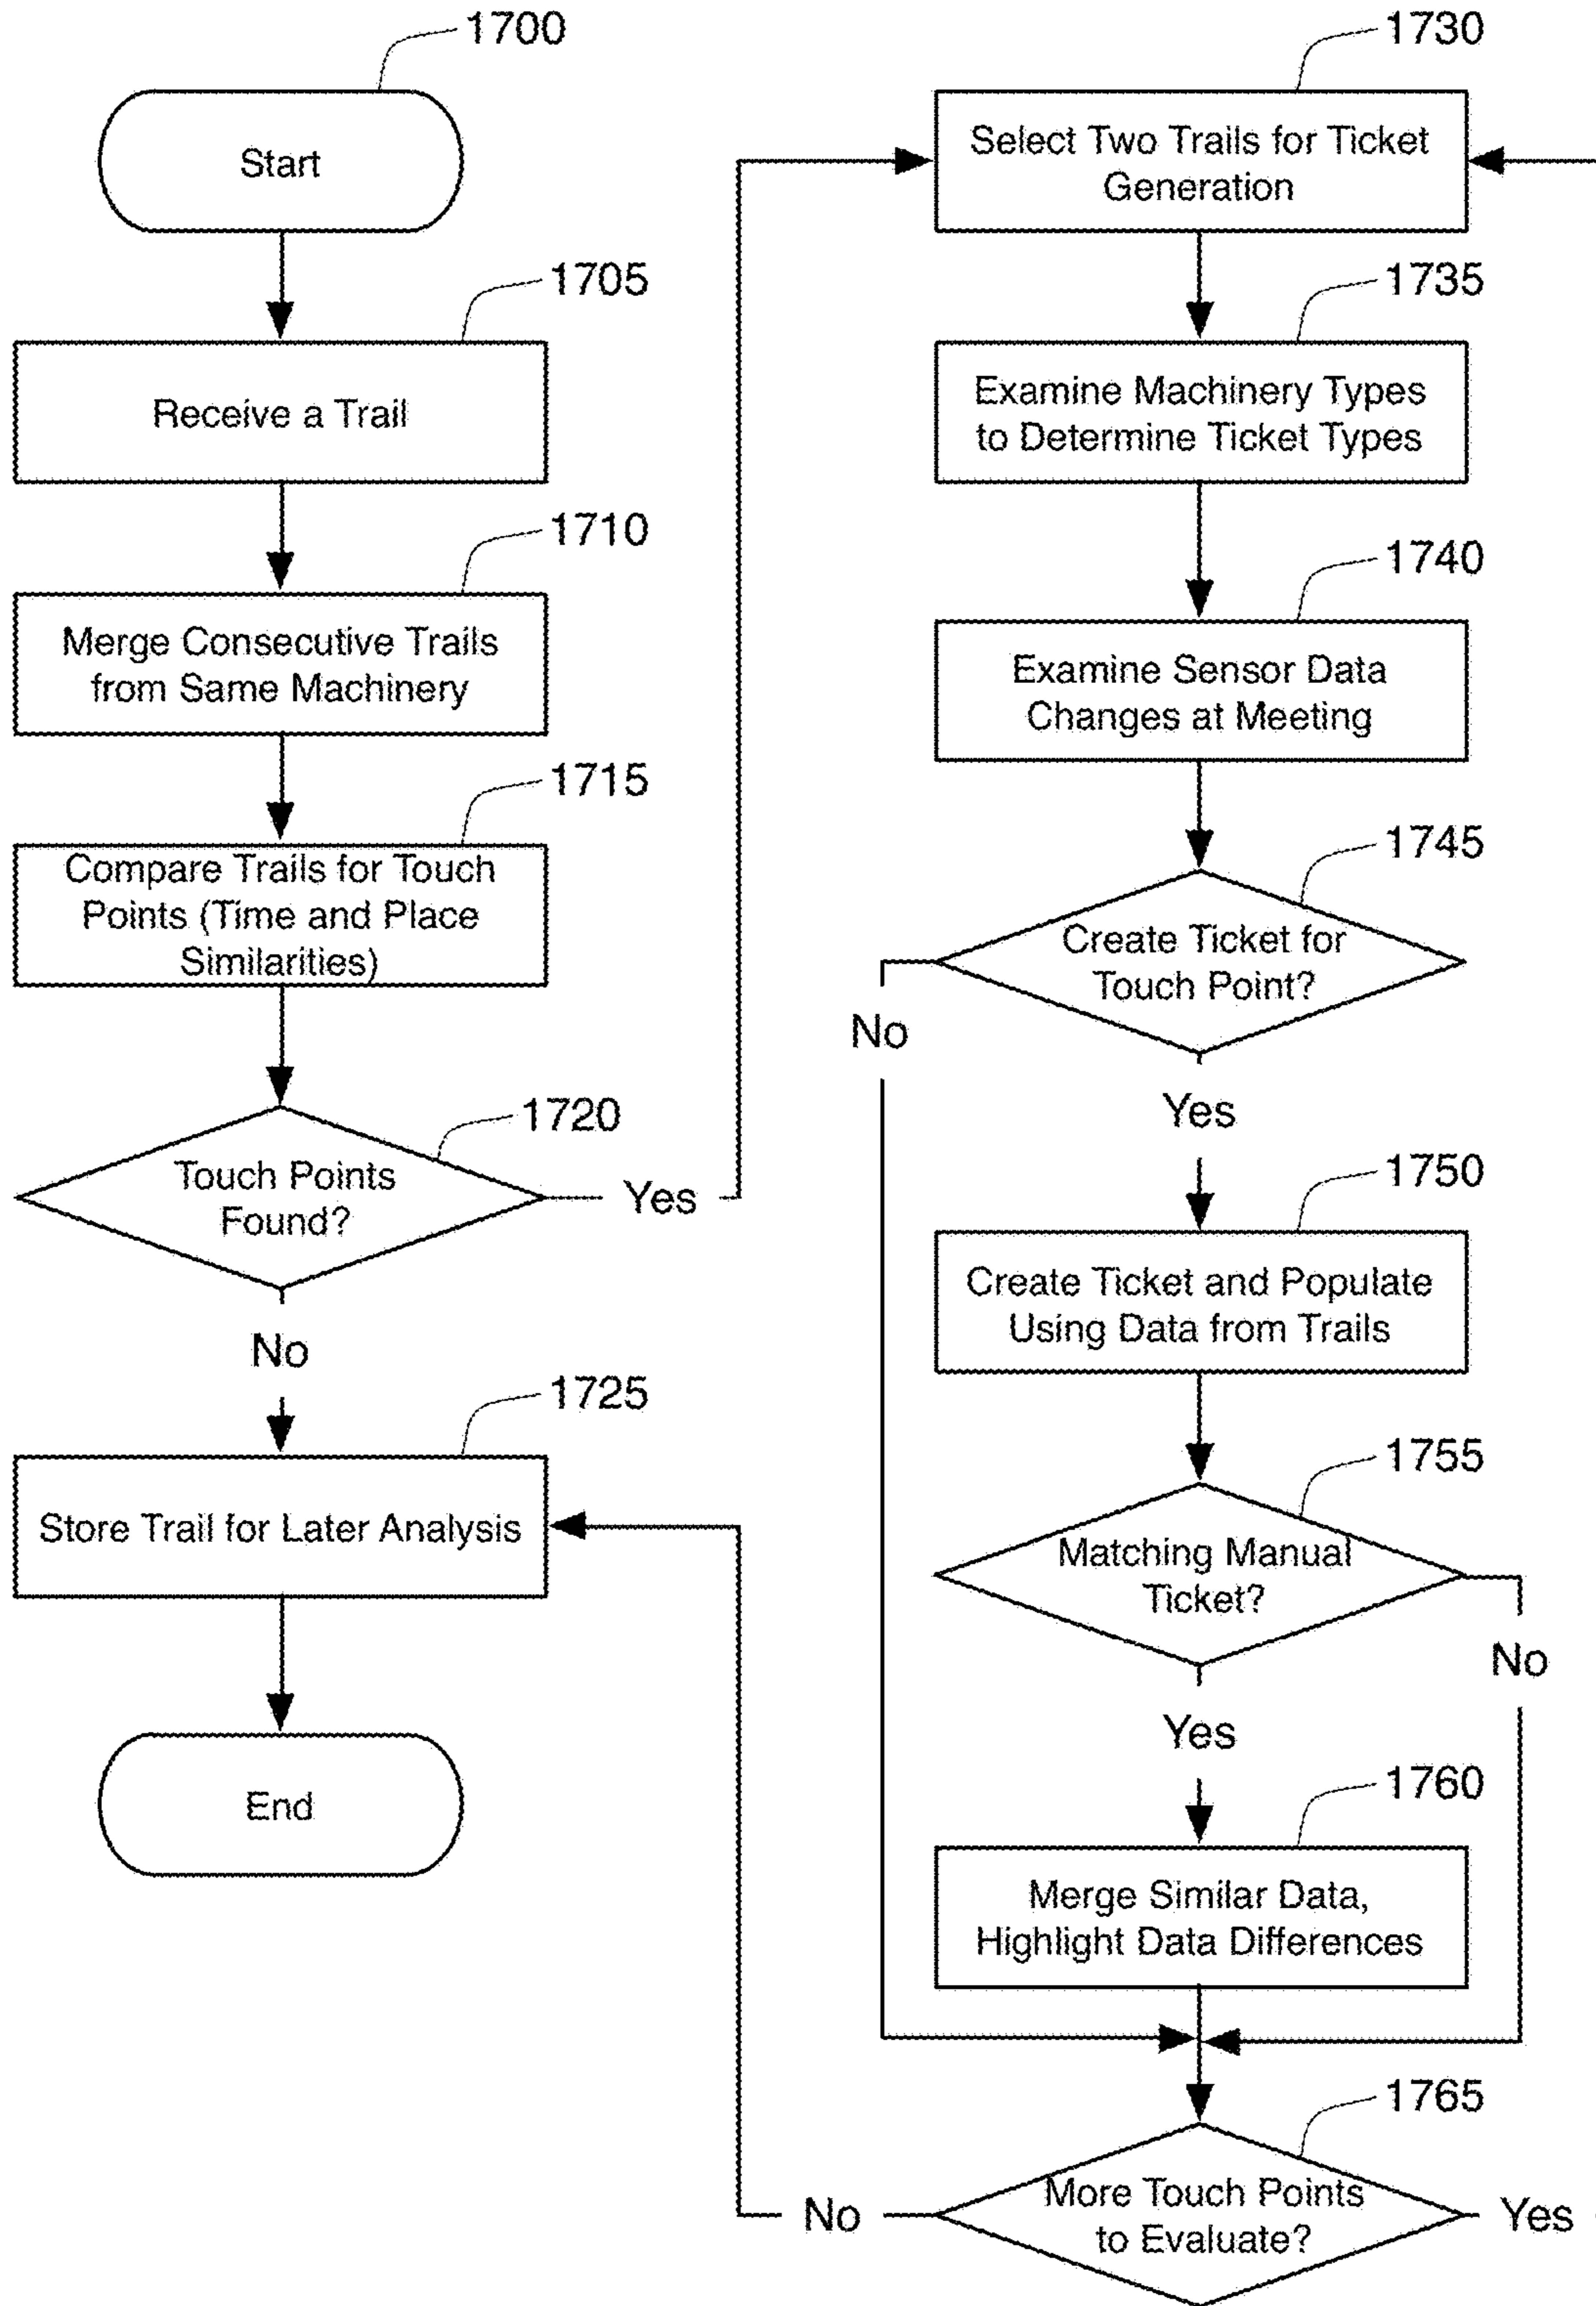 1700
Start
1705
Receive a Trail
1710
Merge Consecutive Trails
from Same Machinery
1715
Compare Trails for Touch
Points (Time and Place
Similarities)
1720
Touch Points
Found?
Yes
No
1725
Store Trail for Later Analysis
End
1730
Select Two Trails for Ticket
Generation
1735
Examine Machinery Types
to Determine Ticket Types
1740
Examine Sensor Data
Changes at Meeting
1745
Create Ticket for
Touch Point?
No
Yes
1750
Create Ticket and Populate
Using Data from Trails
1755
Matching Manual
Ticket?
No
Yes
1760
Merge Similar Data,
Highlight Data Differences
1765
More Touch Points
to Evaluate?
No
Yes